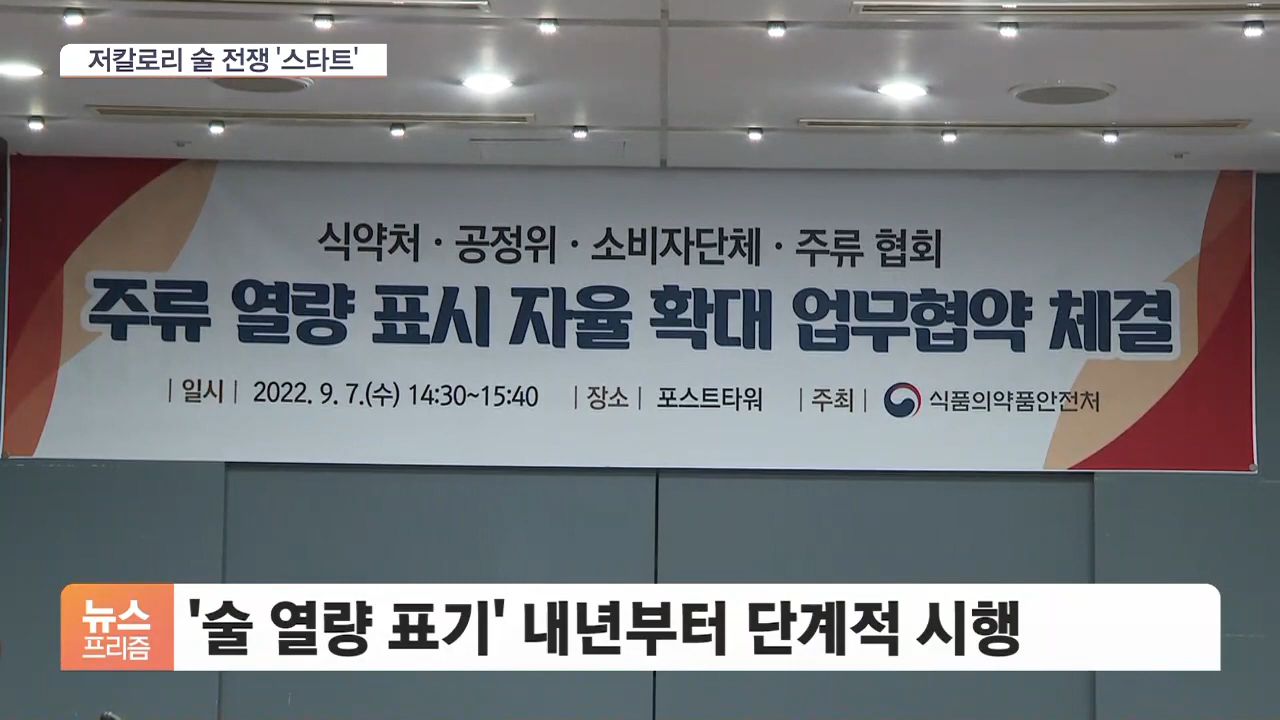 저칼로리 술 전쟁 '스타트'
식약처 · 공정위 · 소비자단체 · 주류 협회
주류 열량 표시 자율 확대 업무협약 체결
| 일시 | 2022. 9. 7.(수) 14:30~15:40 | 장소 | 포스트타워 | 주최 | 식품의약품안전처
뉴스
프리즘
'술 열량 표기' 내년부터 단계적 시행